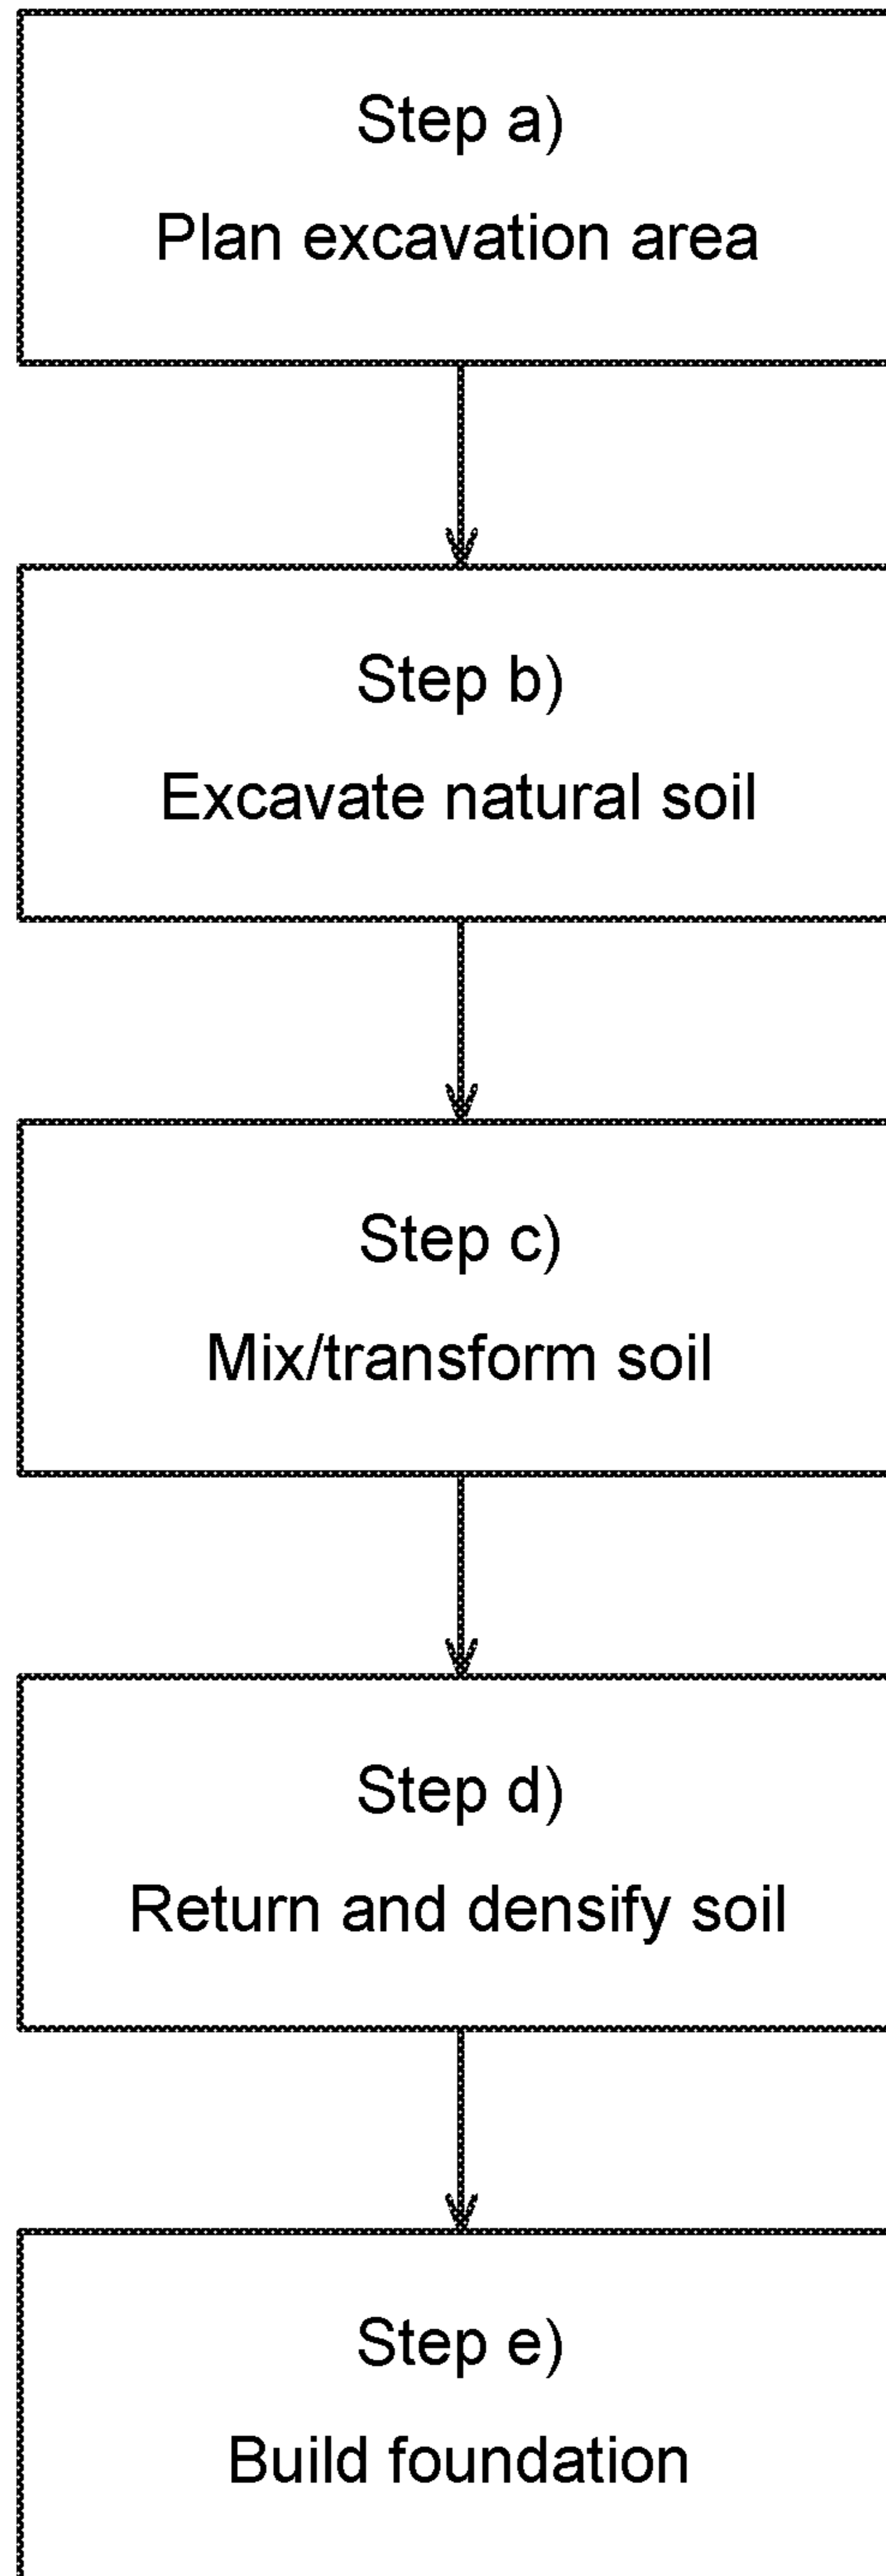 Step a)
Plan excavation area
Step b)
Excavate natural soil
Step c)
Mix/transform soil
Step d)
Return and densify soil
Step e)
Build foundation